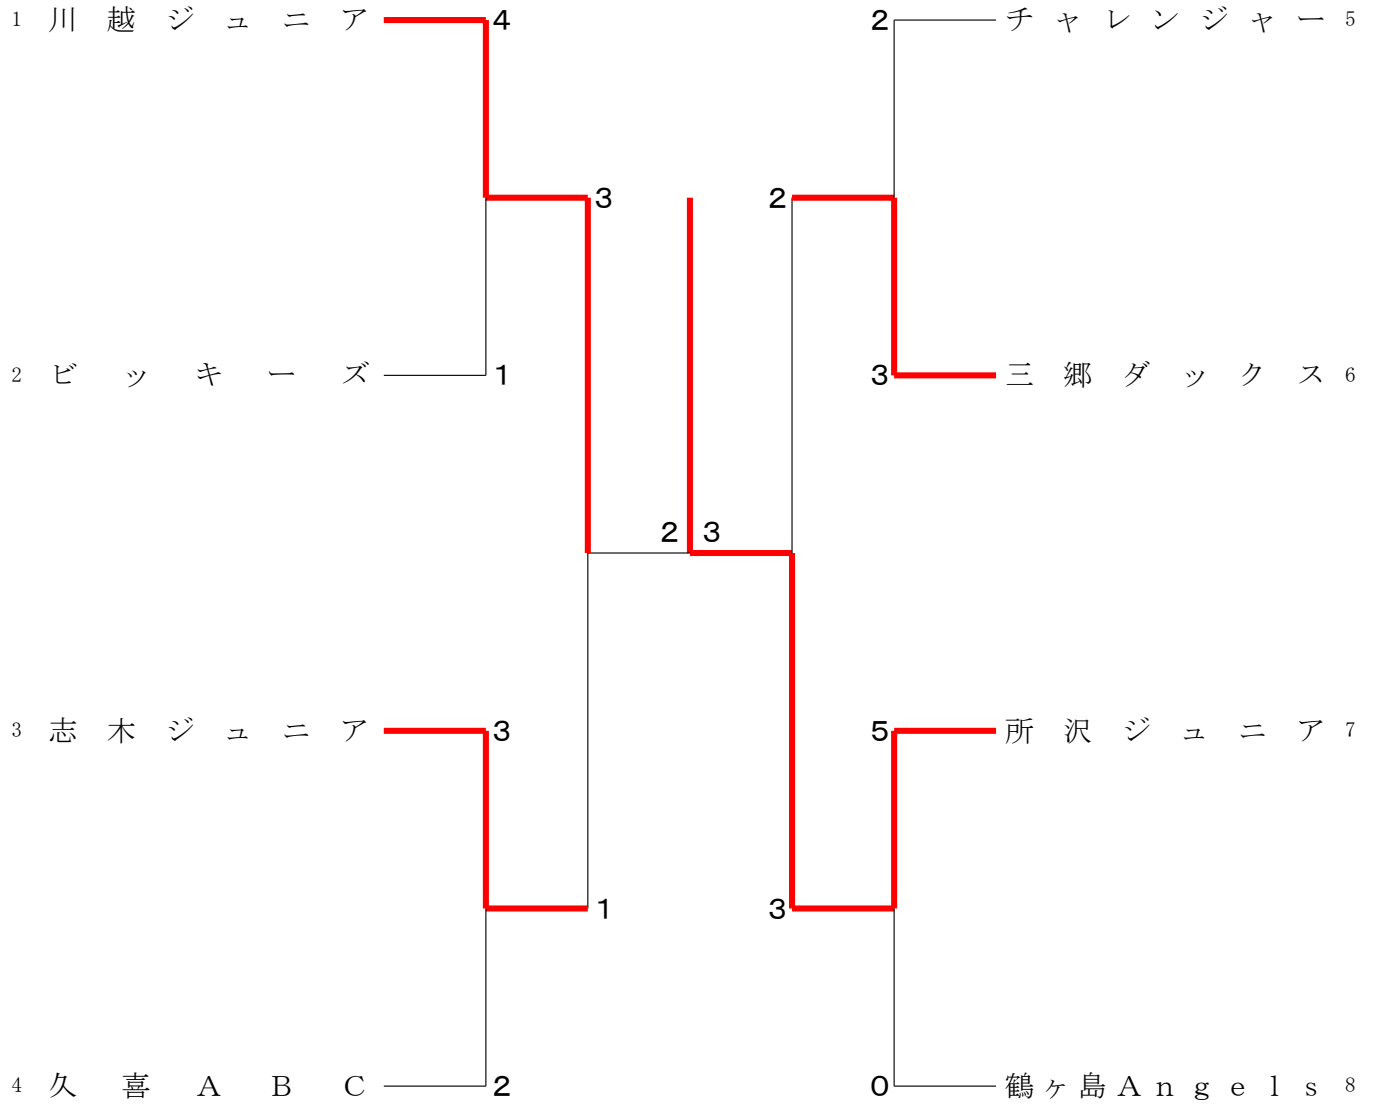 1 川越ジュニア 4
2 チャレンジャー 5
3
2
2 ビッキーズ 1
3 三郷ダックス 6
2 3
3 志木ジュニア 3
5 所沢ジュニア 7
1
3
4 久喜ＡＢＣ 2
0 鶴ヶ島Ａｎｇｅｌｓ 8